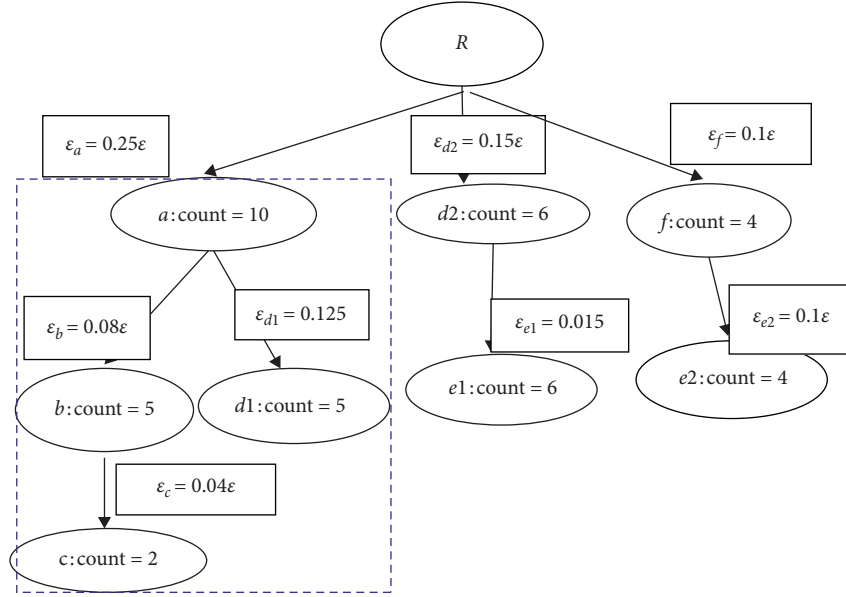 R
εa = 0.25ε
εd2 = 0.15ε
εf = 0.1ε
a:count = 10
d2:count = 6
f:count = 4
εb = 0.08ε
εd1 = 0.125
εe1 = 0.015
εe2 = 0.1ε
b:count = 5
d1:count = 5
e1:count = 6
e2:count = 4
εc = 0.04ε
c:count = 2